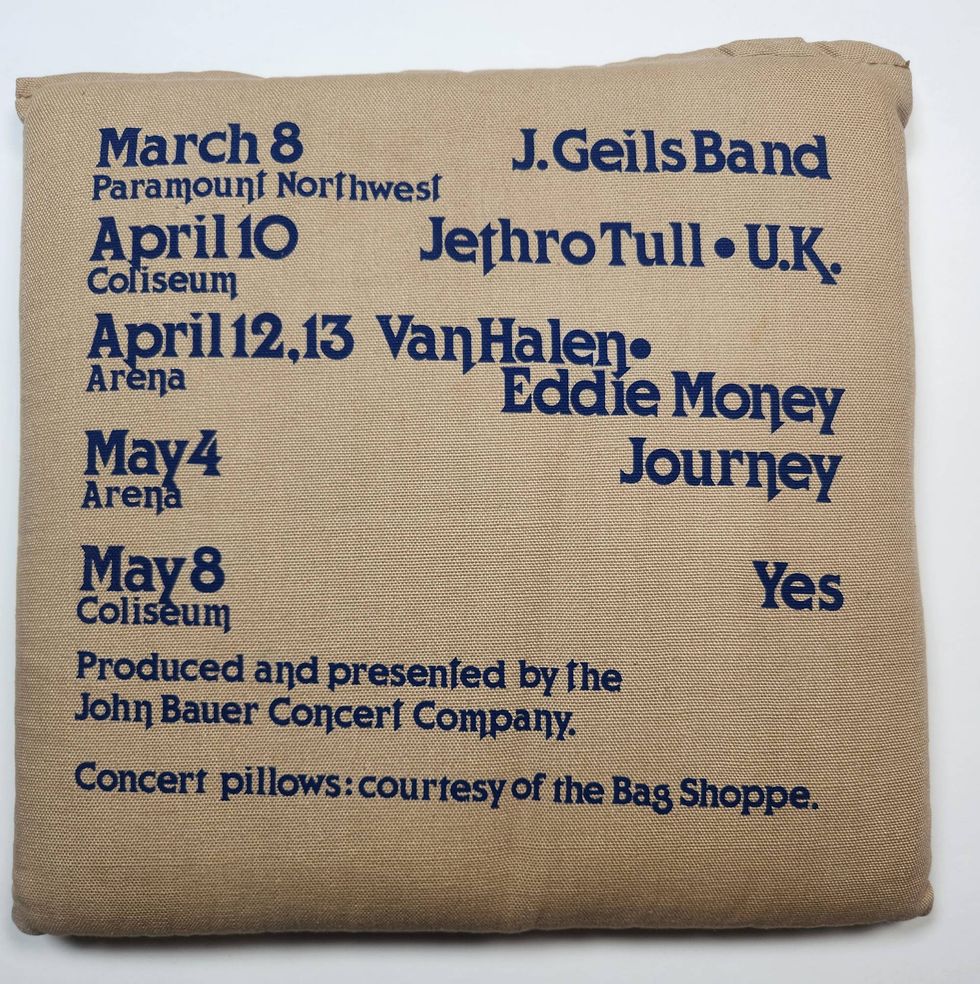 March 8 J. Geils Band
Paramount Northwest
April 10 Jethro Tull • U.K.
Coliseum
April 12, 13 Van Halen •
Arena Eddie Money
May 4 Journey
Arena
May 8 Yes
Coliseum
Produced and presented by the
John Bauer Concert Company.
Concert pillows: courtesy of the Bag Shoppe.